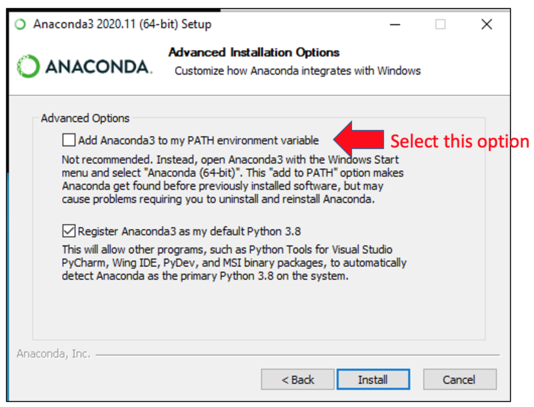 Anaconda3 2020.11 (64-bit) Setup
Advanced Installation Options
Customize how Anaconda integrates with Windows
ANACONDA.
Advanced Options
Add Anaconda3 to my PATH environment variable
Select this option
Not recommended. Instead, open Anaconda3 with the Windows Start
menu and select "Anaconda (64-bit)". This "add to PATH" option makes
Anaconda get found before previously installed software, but may
cause problems requiring you to uninstall and reinstall Anaconda.
Register Anaconda3 as my default Python 3.8
This will allow other programs, such as Python Tools for Visual Studio
PyCharm, Wing IDE, PyDev, and MSI binary packages, to automatically
detect Anaconda as the primary Python 3.8 on the system.
Anaconda, Inc.
< Back
Install
Cancel